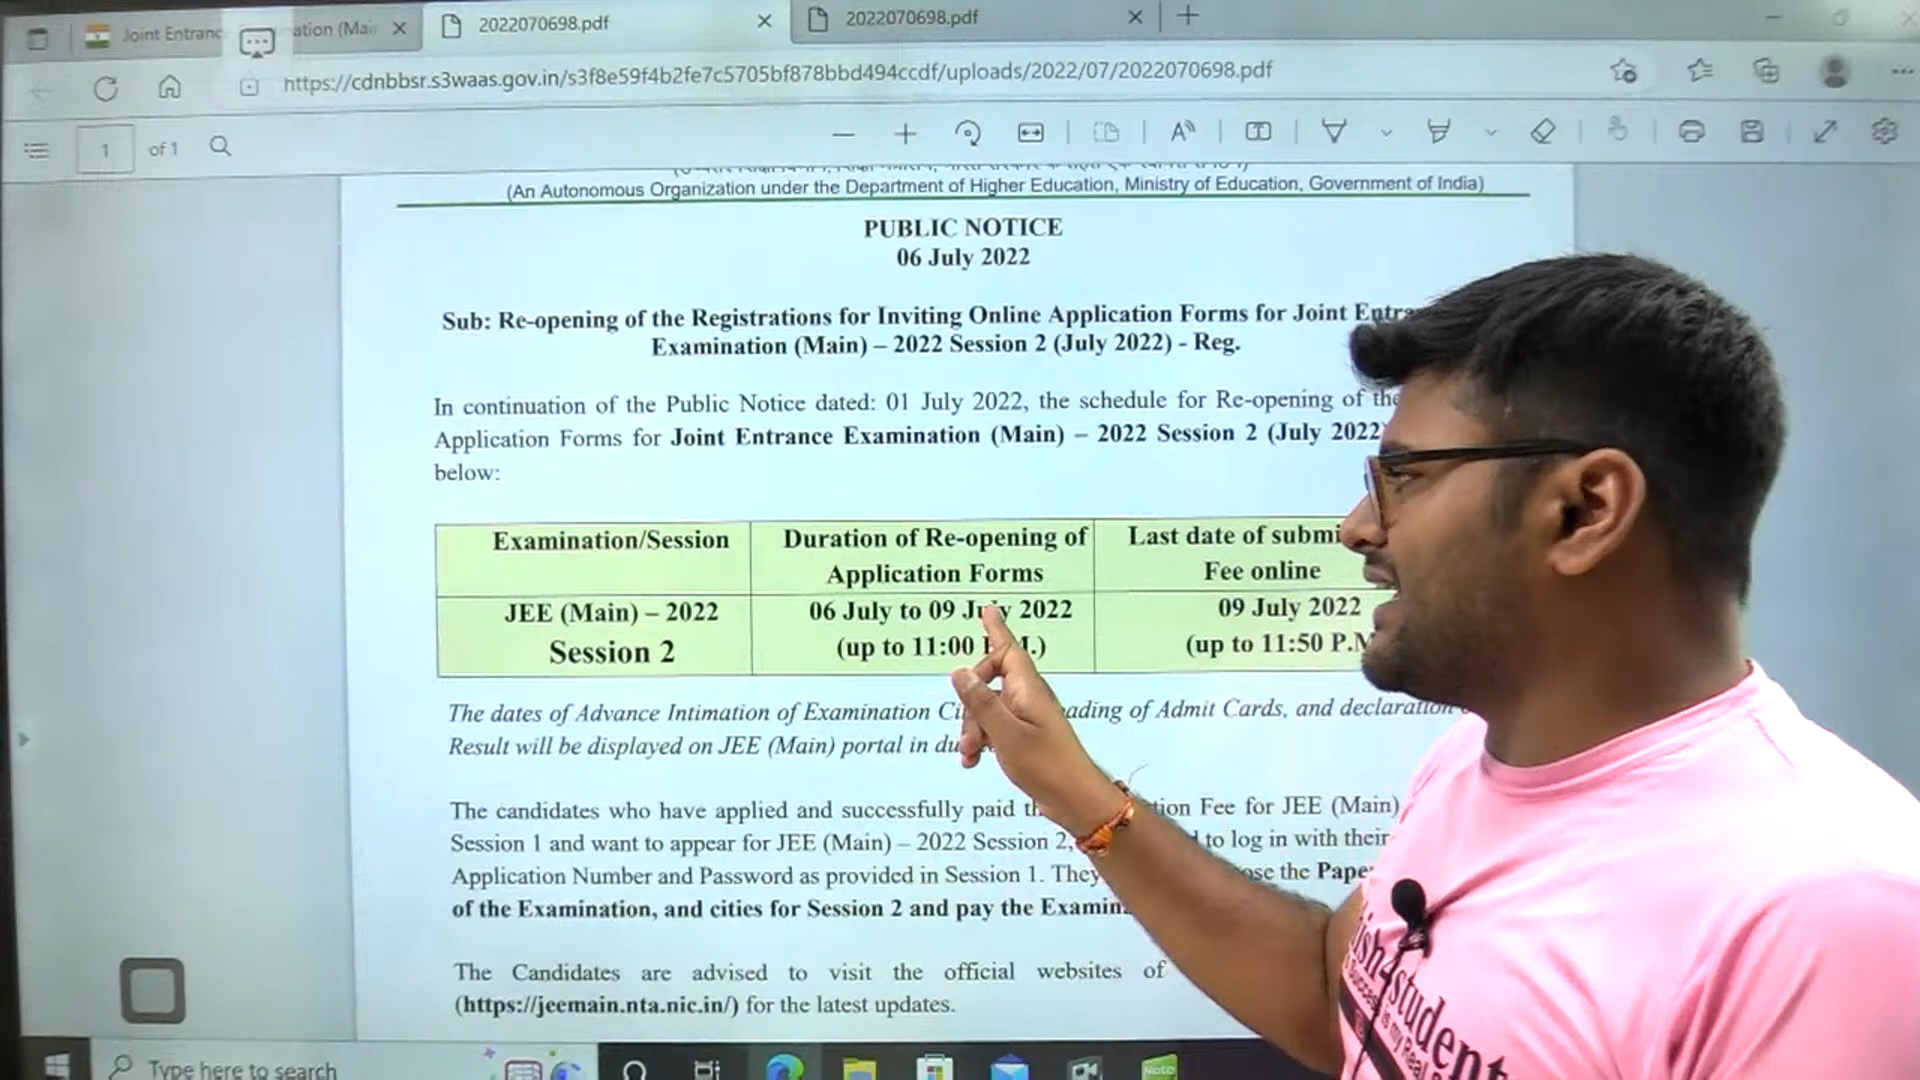 Joint Entranc ation (Mai
2022070698.pdf
2022070698.pdf
https://cdnbbsr.s3waas.gov.in/s3f8e59f4b2fe7c5705bf878bbd494ccdf/uploads/2022/07/2022070698.pdf
1 of 1
(An Autonomous Organization under the Department of Higher Education, Ministry of Education, Government of India)
PUBLIC NOTICE
06 July 2022
Sub: Re-opening of the Registrations for Inviting Online Application Forms for Joint Entra
Examination (Main) – 2022 Session 2 (July 2022) - Reg.
In continuation of the Public Notice dated: 01 July 2022, the schedule for Re-opening of the
Application Forms for Joint Entrance Examination (Main) – 2022 Session 2 (July 2022)
below:
Examination/Session
Duration of Re-opening of
Application Forms
Last date of submi
Fee online
JEE (Main) – 2022
Session 2
06 July to 09 July 2022
(up to 11:00 P.M.)
09 July 2022
(up to 11:50 P.M
The dates of Advance Intimation of Examination Ci ading of Admit Cards, and declaration
Result will be displayed on JEE (Main) portal in du
The candidates who have applied and successfully paid th tion Fee for JEE (Main)
Session 1 and want to appear for JEE (Main) – 2022 Session 2, to log in with their
Application Number and Password as provided in Session 1. They ose the Paper
of the Examination, and cities for Session 2 and pay the Examin
The Candidates are advised to visit the official websites of
(https://jeemain.nta.nic.in/) for the latest updates.
ish4student
Success is my Real
Type here to search
Note